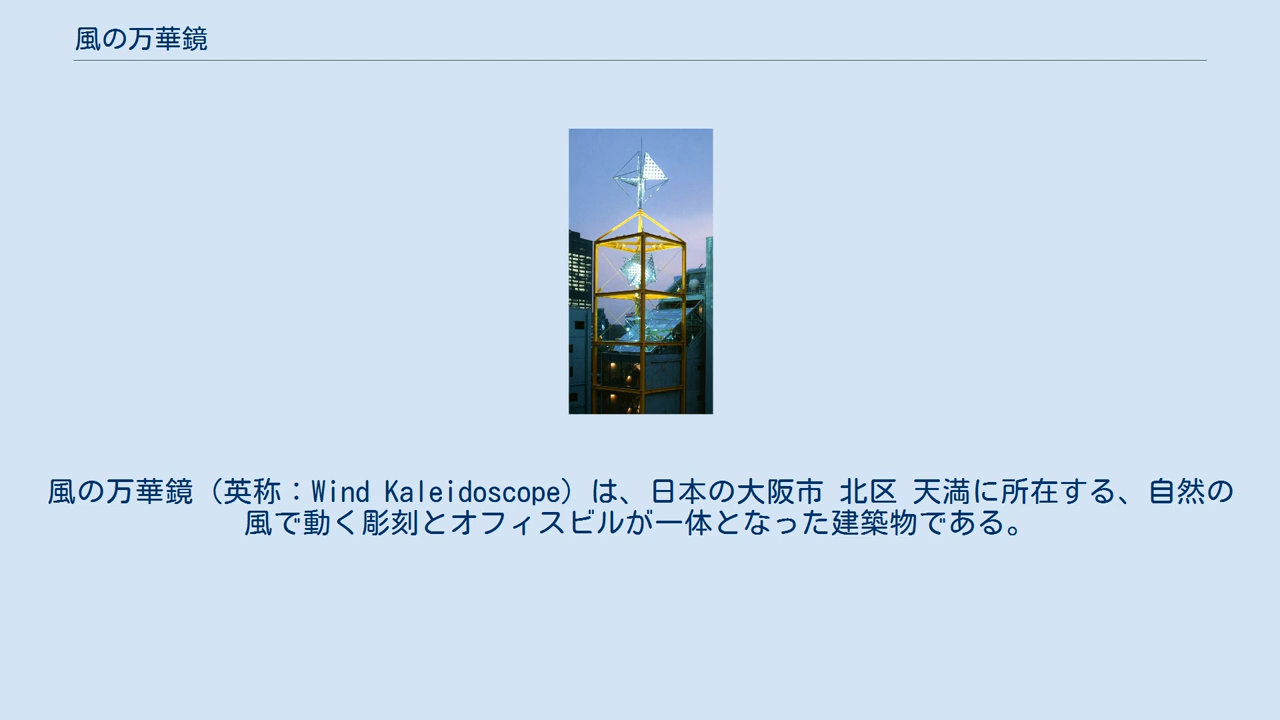 風の万華鏡
風の万華鏡（英称：Wind Kaleidoscope）は、日本の大阪市 北区 天満に所在する、自然の
風で動く彫刻とオフィスビルが一体となった建築物である。